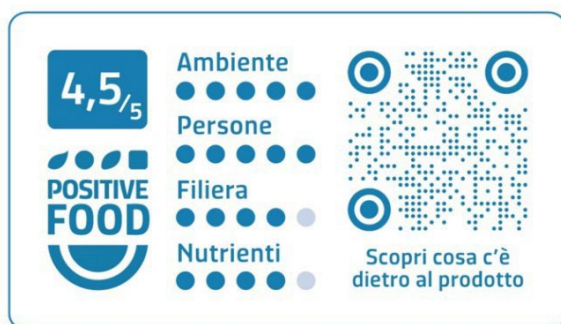 4,5/5
POSITIVE
FOOD
Ambiente
Persone
Filiera
Nutrienti
Scopri cosa c'è
dietro al prodotto